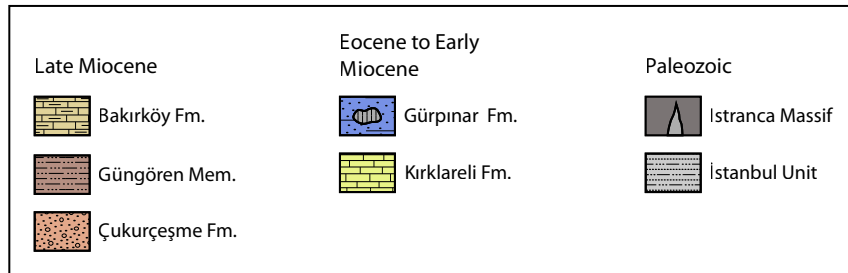 Late Miocene
Bakırköy Fm.
Güngören Mem.
Çukurçeşme Fm.
Eocene to Early
Miocene
Gürpınar Fm.
Kırklareli Fm.
Paleozoic
Istranca Massif
İstanbul Unit